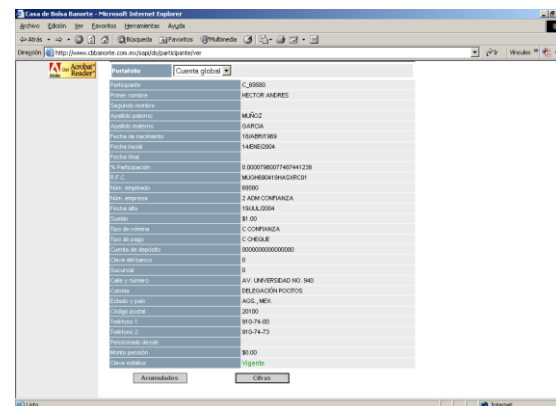 Casa de Bolsa Banorte - Microsoft Internet Explorer
Archivo Edición Ver Favoritos Herramientas Ayuda
Atrás Búsqueda Favoritos Multimedia
Dirección http://www.cbbanorte.com.mx/sapi/do/participante/ver Ir Vínculos
Get Acrobat Reader
Adobe
Portafolio Cuenta global
Participante C_69580
Primer nombre HECTOR ANDRES
Segundo nombre
Apellido paterno MUÑOZ
Apellido materno GARCIA
Fecha de nacimiento 18/ABR/1969
Fecha inicial 14/ENE/2004
Fecha final
% Participación
R.F.C.
Núm. empleado 69580
Núm. empresa 2 ADM CONFIANZA
Fecha alta 19/JUL/2004
Sueldo $1.00
Tipo de nómina C CONFIANZA
Tipo de pago C CHEQUE
Cuenta de depósito
Clave del banco 0
Sucursal 0
Calle y número AV. UNIVERSIDAD NO. 940
Colonia DELEGACIÓN POCITOS
Estado y país AGS., MEX.
Código postal 20100
Teléfono 1 910-74-00
Teléfono 2 910-74-73
Pensionado desde
Monto pensión $0.00
Clave estatus Vigente
Acumulados Cifras
Listo Internet